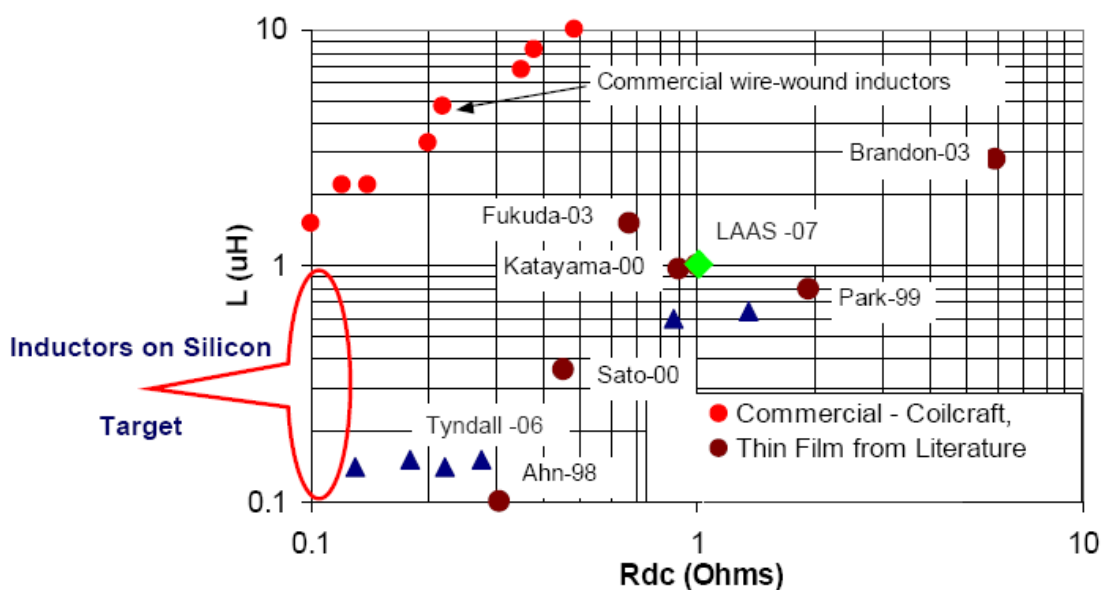 10
Commercial wire-wound inductors
Brandon-03
Fukuda-03
LAAS -07
L (uH)
1
Katayama-00
Park-99
Inductors on Silicon
Sato-00
Target
Commercial - Coilcraft,
Tyndall -06
Thin Film from Literature
Ahn-98
0.1
0.1
1
10
Rdc (Ohms)